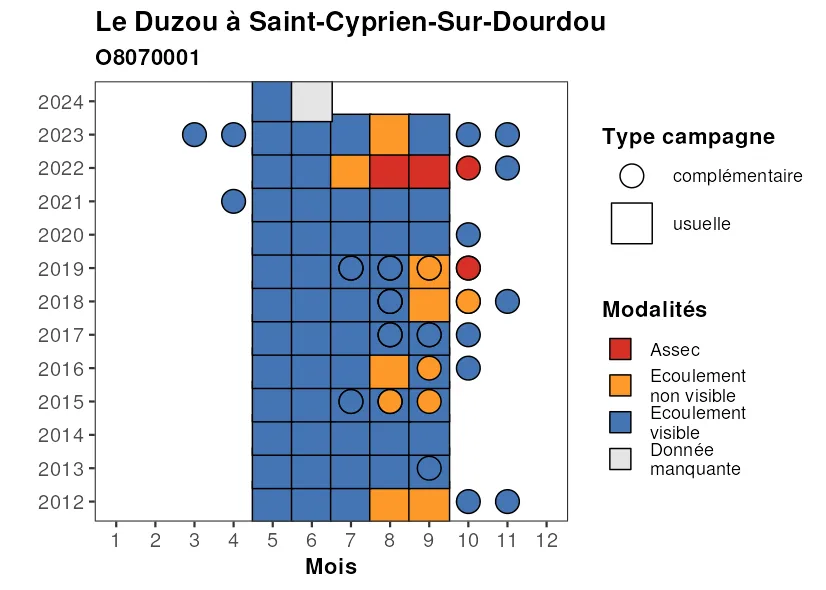 Le Duzou à Saint-Cyprien-Sur-Dourdou
O8070001
2024
2023
2022
2021
2020
2019
2018
2017
2016
2015
2014
2013
2012
1 2 3 4 5 6 7 8 9 10 11 12
Mois
Type campagne
complémentaire
usuelle
Modalités
Assec
Ecoulement
non visible
Ecoulement
visible
Donnée
manquante